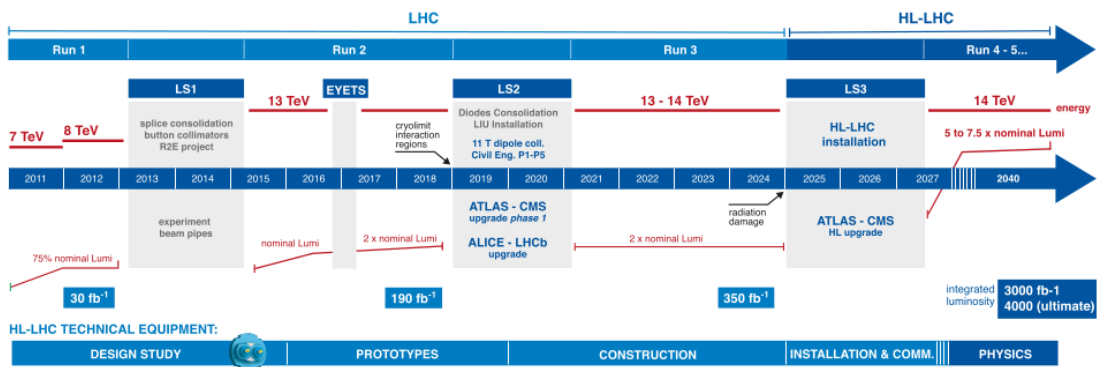 LHC
HL-LHC
Run 1
Run 2
Run 3
Run 4 - 5...
LS1
EYETS
LS2
LS3
13 TeV
13 - 14 TeV
14 TeV
energy
7 TeV
8 TeV
splice consolidation
button collimators
R2E project
cryolimit
interaction
regions
Diodes Consolidation
LIU Installation
11 T dipole coll.
Civil Eng. P1-P5
HL-LHC
installation
5 to 7.5 x nominal Lumi
2011
2012
2013
2014
2015
2016
2017
2018
2019
2020
2021
2022
2023
2024
2025
2026
2027
2040
experiment
beam pipes
ATLAS - CMS
upgrade phase 1
ALICE - LHCb
upgrade
radiation
damage
ATLAS - CMS
HL upgrade
75% nominal Lumi
nominal Lumi
2 x nominal Lumi
2 x nominal Lumi
30 fb-1
190 fb-1
350 fb-1
integrated
luminosity
3000 fb-1
4000 (ultimate)
HL-LHC TECHNICAL EQUIPMENT:
DESIGN STUDY
PROTOTYPES
CONSTRUCTION
INSTALLATION & COMM.
PHYSICS